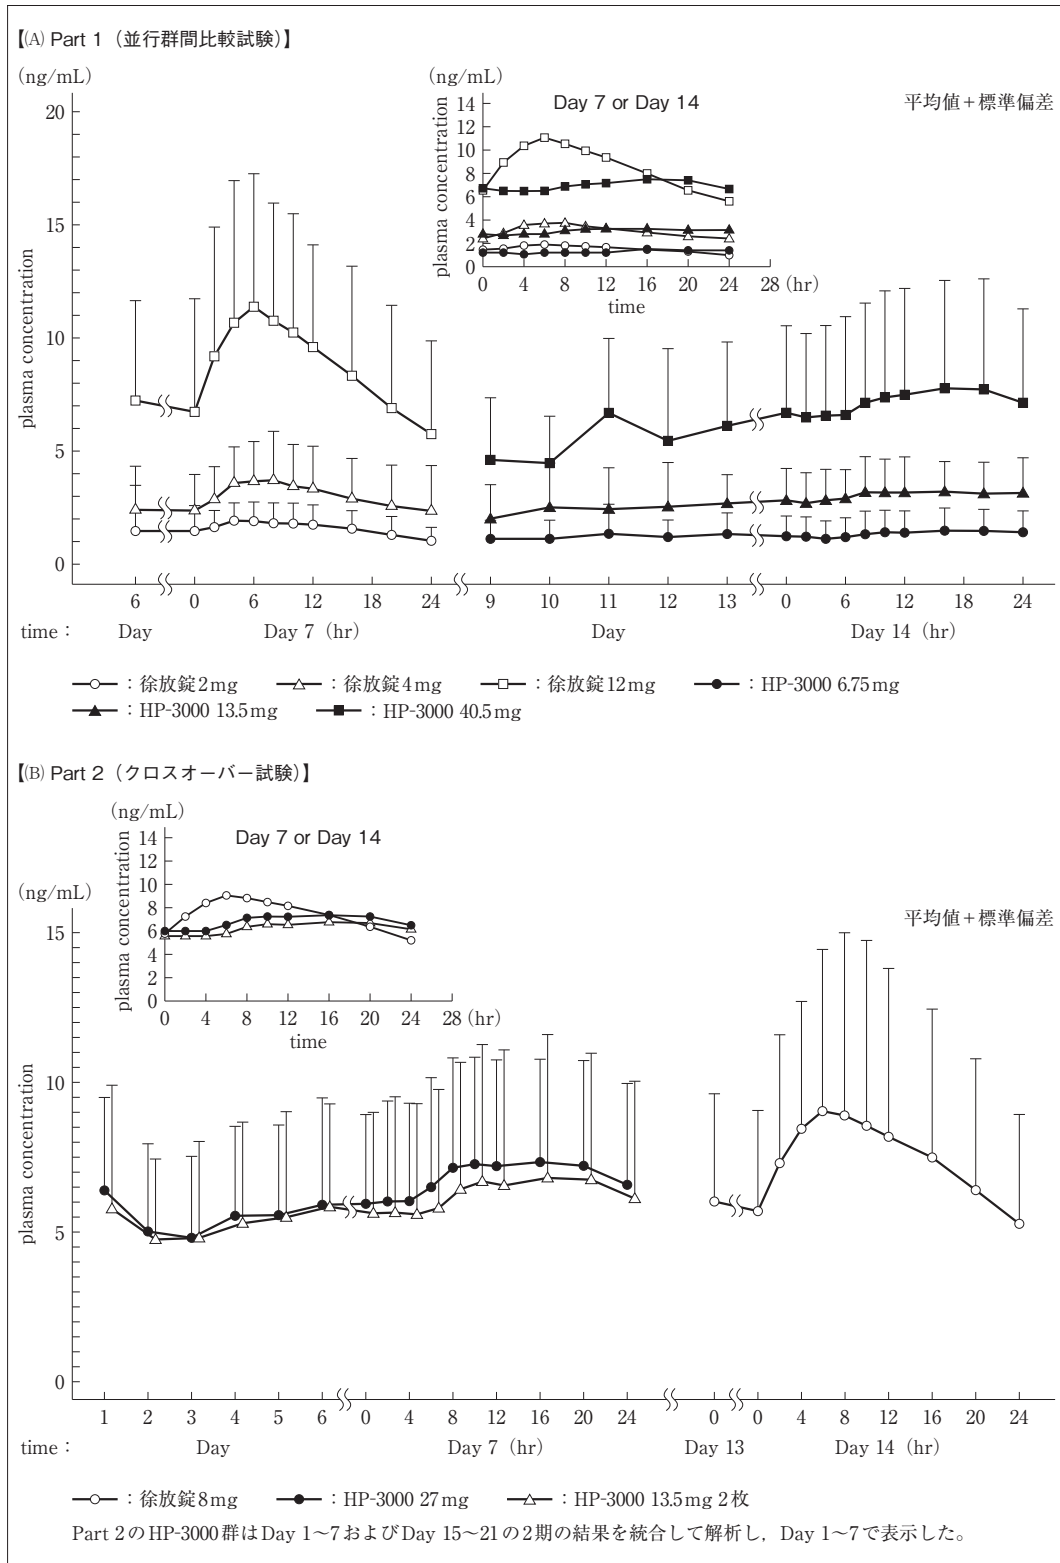 【(A) Part 1（並行群間比較試験）】
(ng/mL)
(ng/mL)
平均値＋標準偏差
Day 7 or Day 14
plasma concentration
14
12
10
8
6
4
2
0
0 4 8 12 16 20 24 28 (hr)
time
plasma concentration
20
15
10
5
0
6 0 6 12 18 24 9 10 11 12 13 0 6 12 18 24
time： Day Day 7（hr） Day Day 14（hr）
：徐放錠2mg ：徐放錠4mg ：徐放錠12mg ：HP-3000 6.75mg
：HP-3000 13.5mg ：HP-3000 40.5mg
【(B) Part 2（クロスオーバー試験）】
(ng/mL)
Day 7 or Day 14
plasma concentration
14
12
10
8
6
4
2
0
0 4 8 12 16 20 24 28 (hr)
time
(ng/mL)
平均値＋標準偏差
plasma concentration
15
10
5
0
1 2 3 4 5 6 0 4 8 12 16 20 24 0 0 4 8 12 16 20 24
time： Day Day 7（hr） Day 13 Day 14（hr）
：徐放錠8mg ：HP-3000 27mg ：HP-3000 13.5mg 2枚
Part 2のHP-3000群はDay 1～7およびDay 15～21の2期の結果を統合して解析し，Day 1～7で表示した。